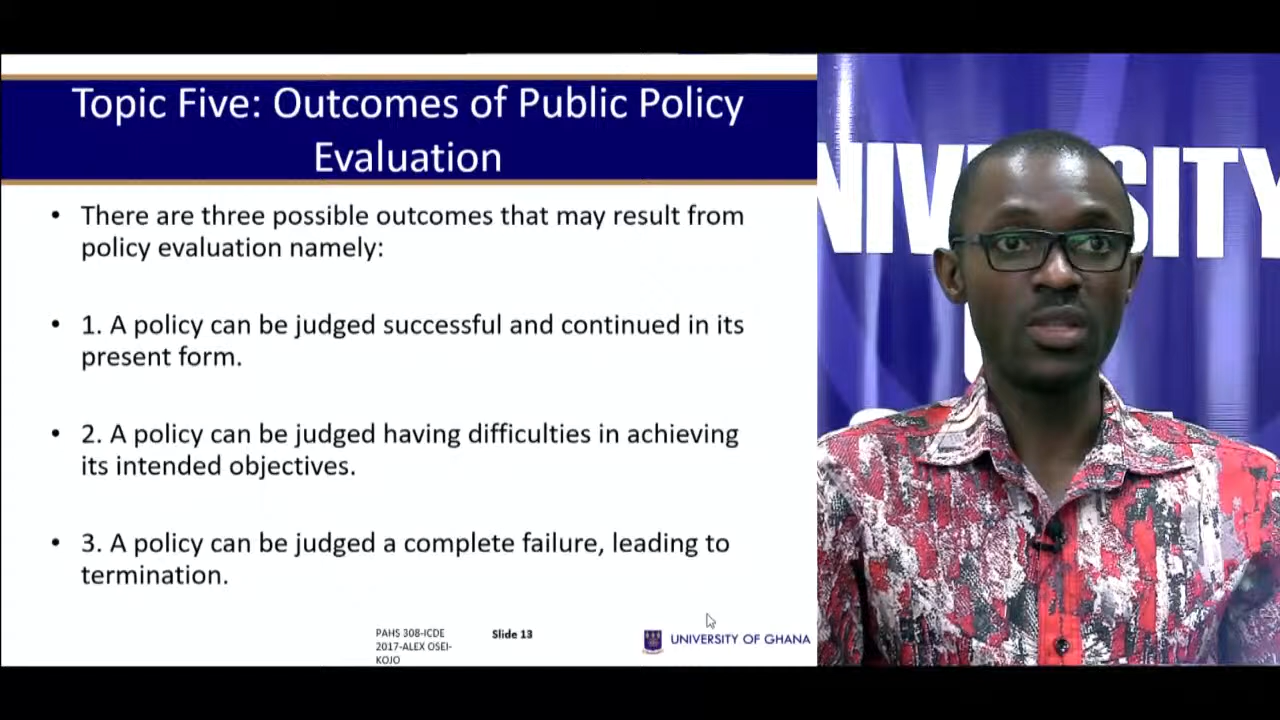 Topic Five: Outcomes of Public Policy
Evaluation
• There are three possible outcomes that may result from
policy evaluation namely:
• 1. A policy can be judged successful and continued in its
present form.
• 2. A policy can be judged having difficulties in achieving
its intended objectives.
• 3. A policy can be judged a complete failure, leading to
termination.
PAHS 308-ICDE
2017-ALEX OSEI-
KOJO
Slide 13
UNIVERSITY OF GHANA
NIVERSITY